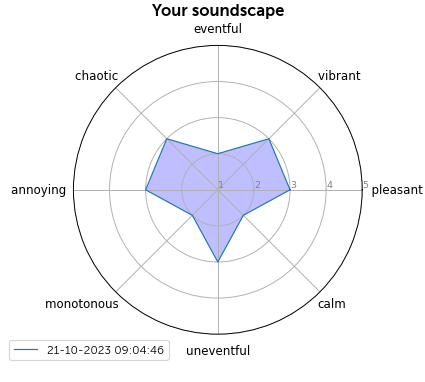 Your soundscape
eventful
chaotic
vibrant
annoying
1 2 3 4 5
pleasant
monotonous
calm
uneventful
21-10-2023 09:04:46